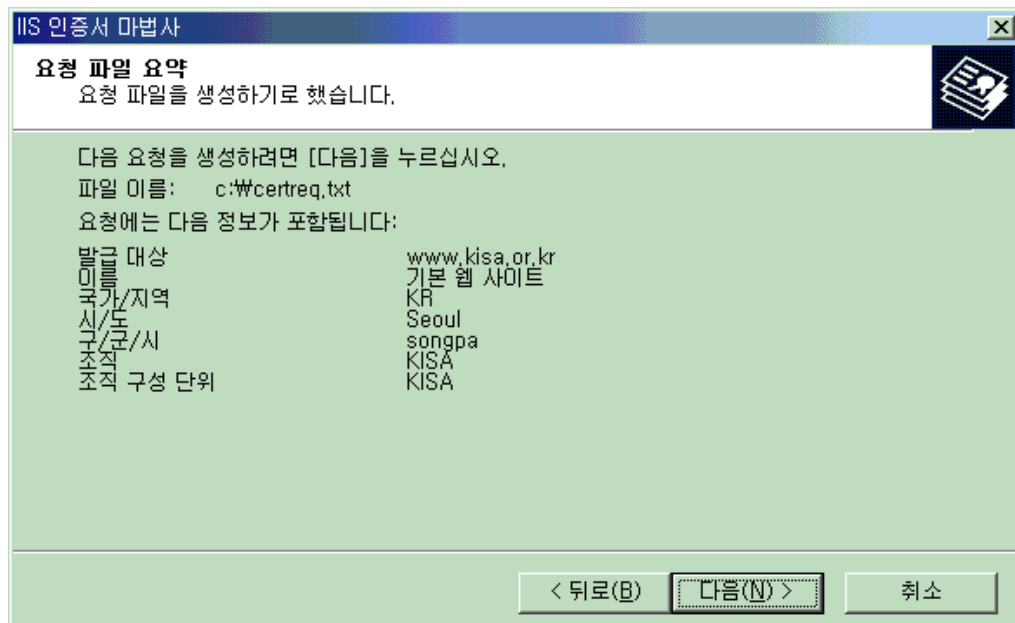 IIS 인증서 마법사
요청 파일 요약
요청 파일을 생성하기로 했습니다.
다음 요청을 생성하려면 [다음]을 누르십시오.
파일 이름: c:₩certreq.txt
요청에는 다음 정보가 포함됩니다:
발급 대상 www.kisa.or.kr
이름 기본 웹 사이트
국가/지역 KR
시/도 Seoul
구/군/시 songpa
조직 KISA
조직 구성 단위 KISA
< 뒤로(B) 다음(N) > 취소